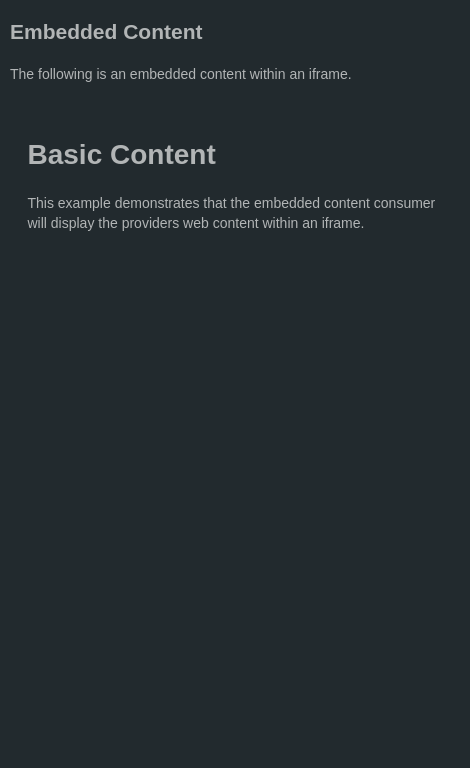 Embedded Content
The following is an embedded content within an iframe.
Basic Content
This example demonstrates that the embedded content consumer
will display the providers web content within an iframe.